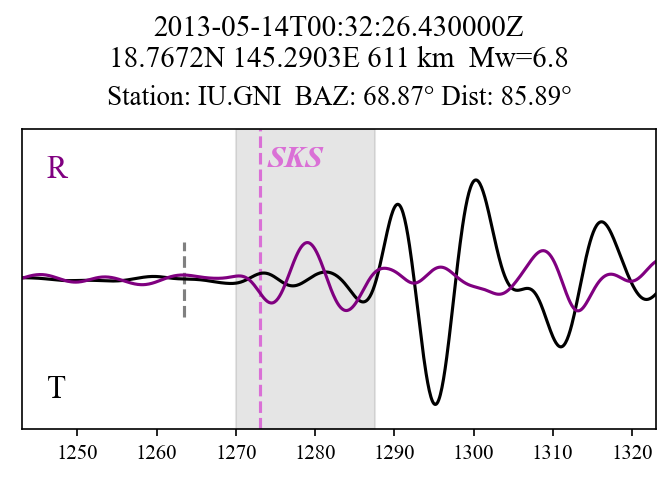 2013-05-14T00:32:26.430000Z
18.7672N 145.2903E 611 km  Mw=6.8
Station: IU.GNI  BAZ: 68.87° Dist: 85.89°
R
SKS
T
1250 1260 1270 1280 1290 1300 1310 1320